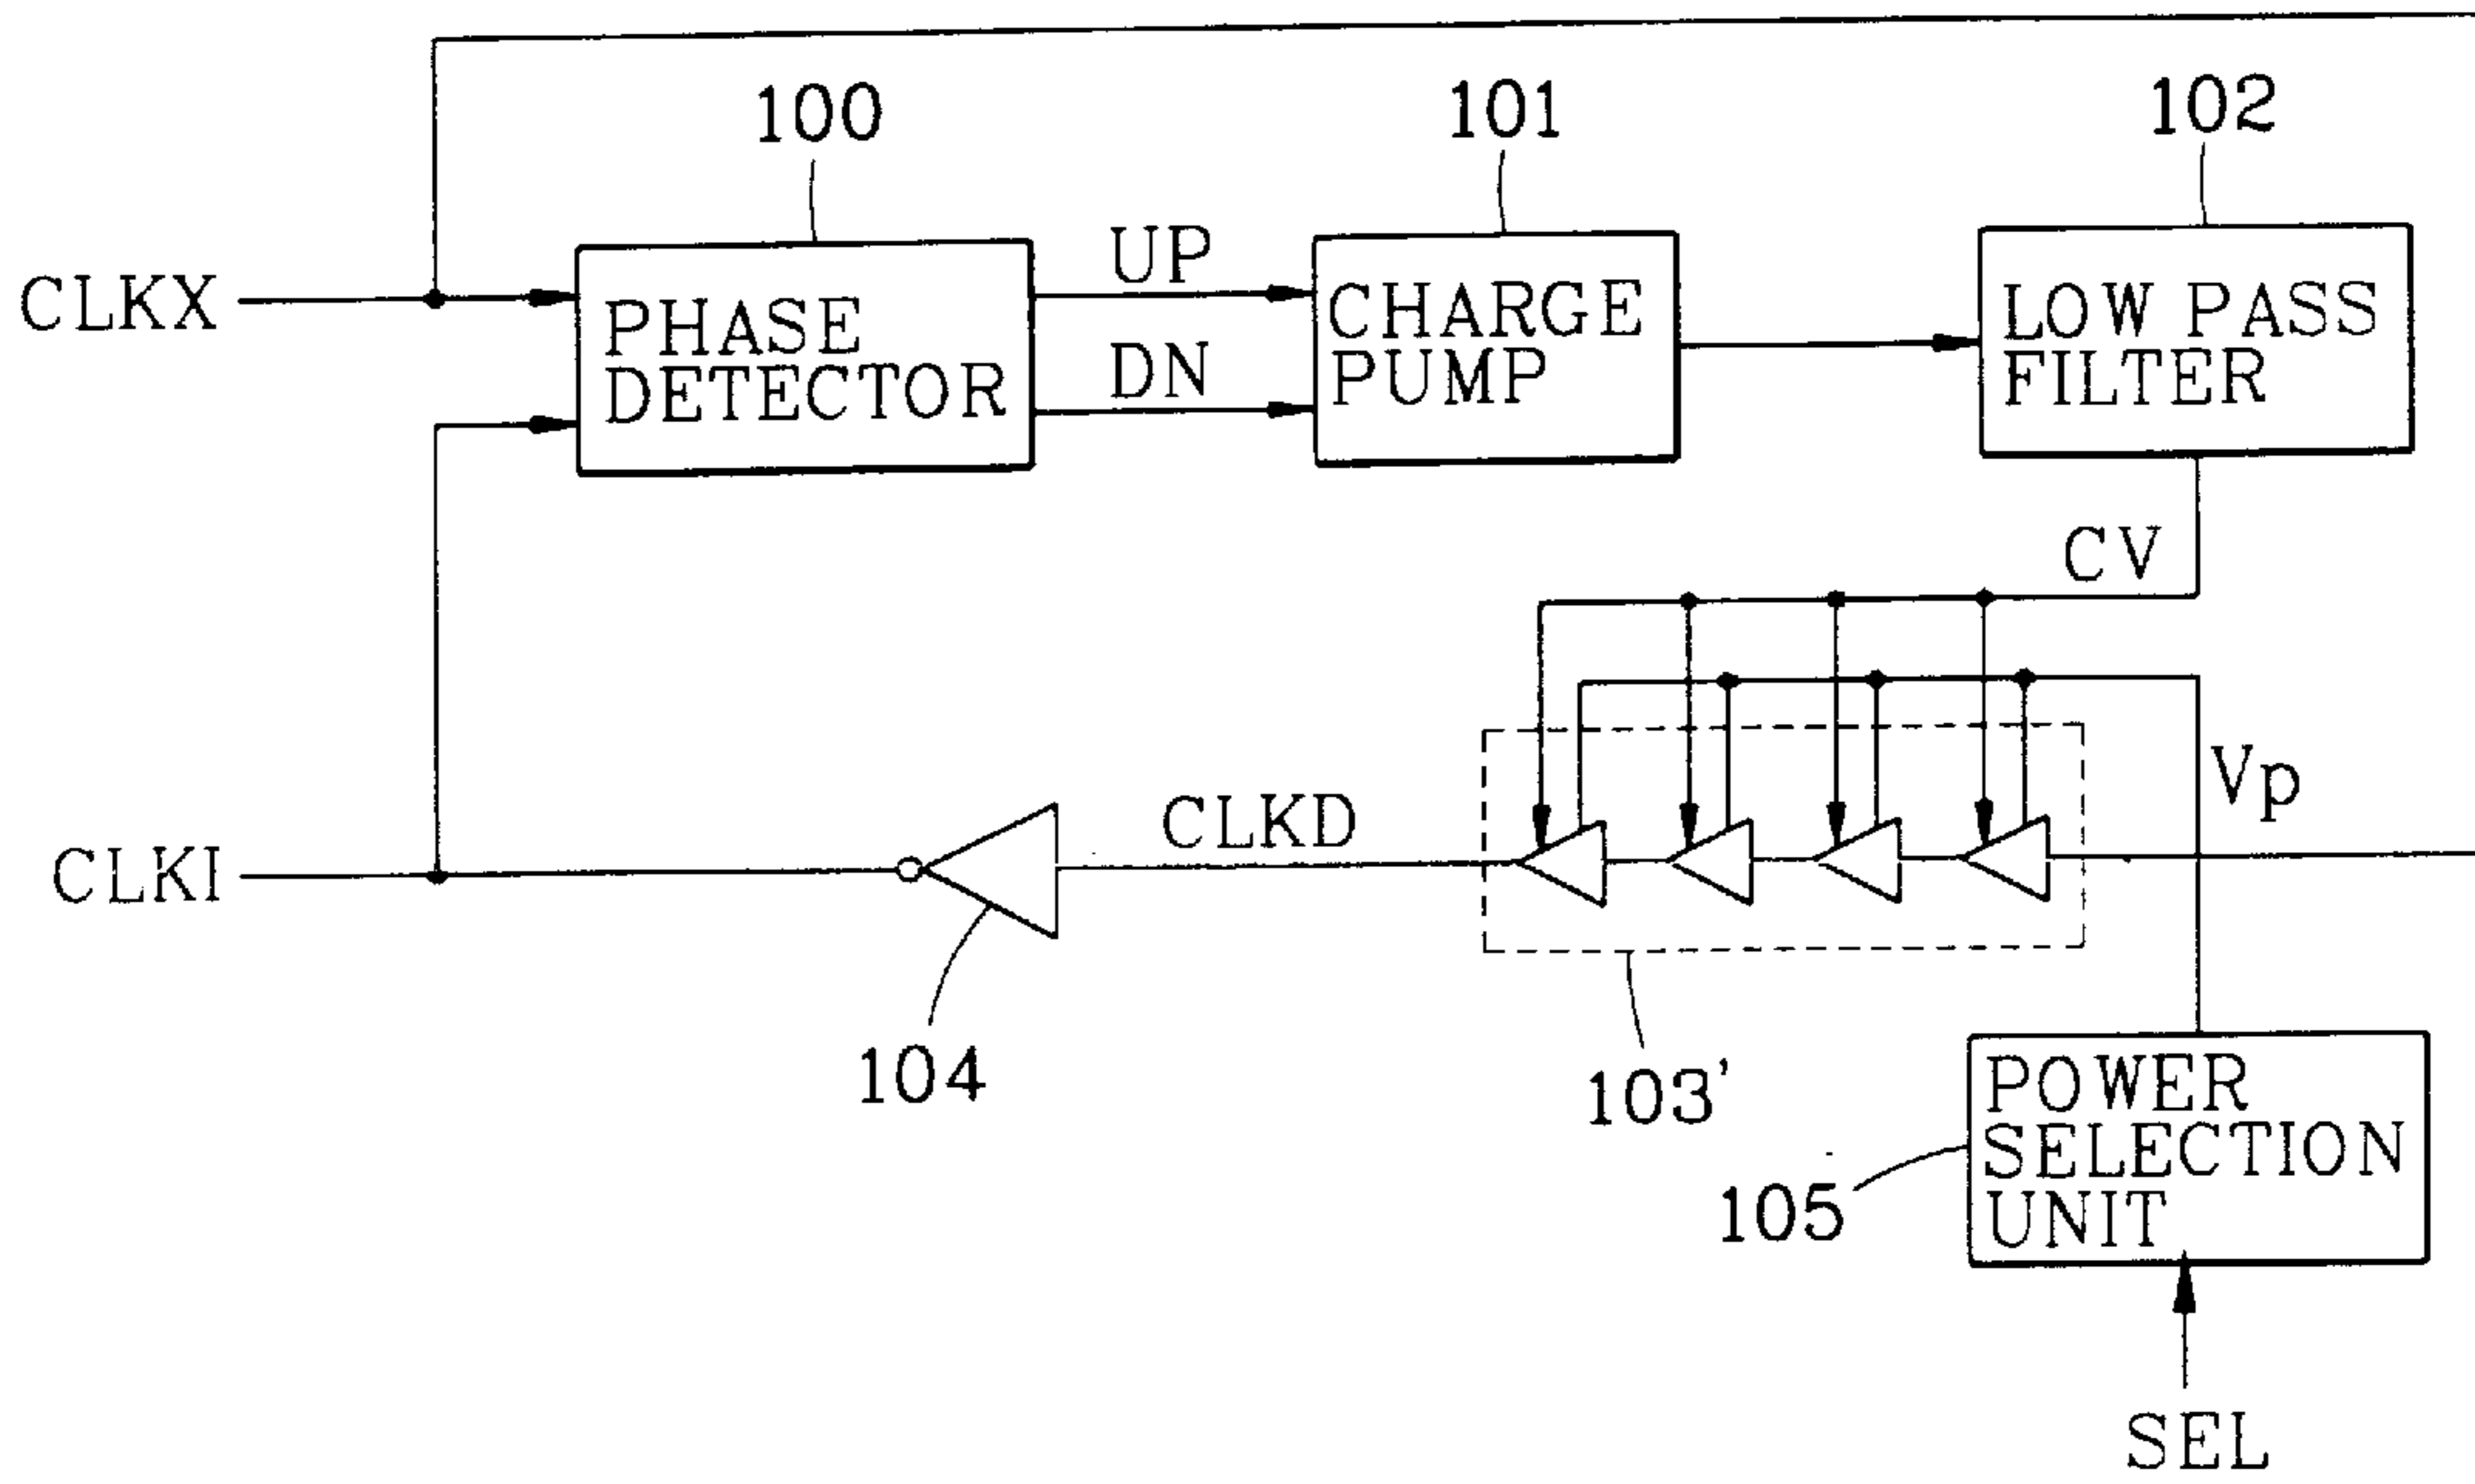 100
101
102
CLKX
PHASE
DETECTOR
UP
DN
CHARGE
PUMP
LOW PASS
FILTER
CV
Vp
CLKI
CLKD
104
103'
105
POWER
SELECTION
UNIT
SEL